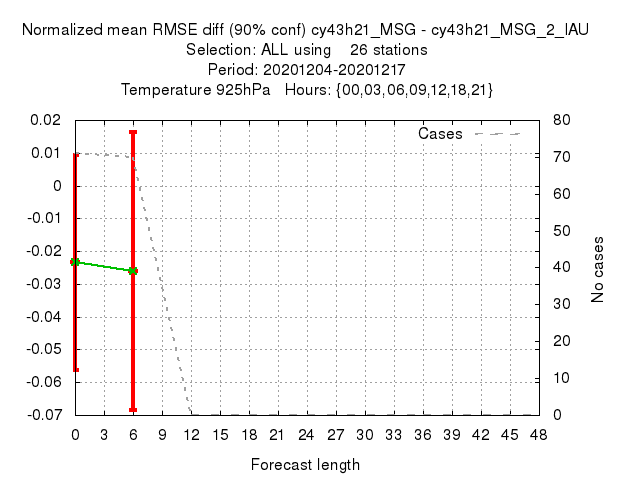 Normalized mean RMSE diff (90% conf) cy43h21_MSG - cy43h21_MSG_2_IAU
Selection: ALL using 26 stations
Period: 20201204-20201217
Temperature 925hPa Hours: {00,03,06,09,12,18,21}
Cases
0.02
0.01
0
-0.01
-0.02
-0.03
-0.04
-0.05
-0.06
-0.07
80
70
60
50
40
30
20
10
0
No cases
0 3 6 9 12 15 18 21 24 27 30 33 36 39 42 45 48
Forecast length